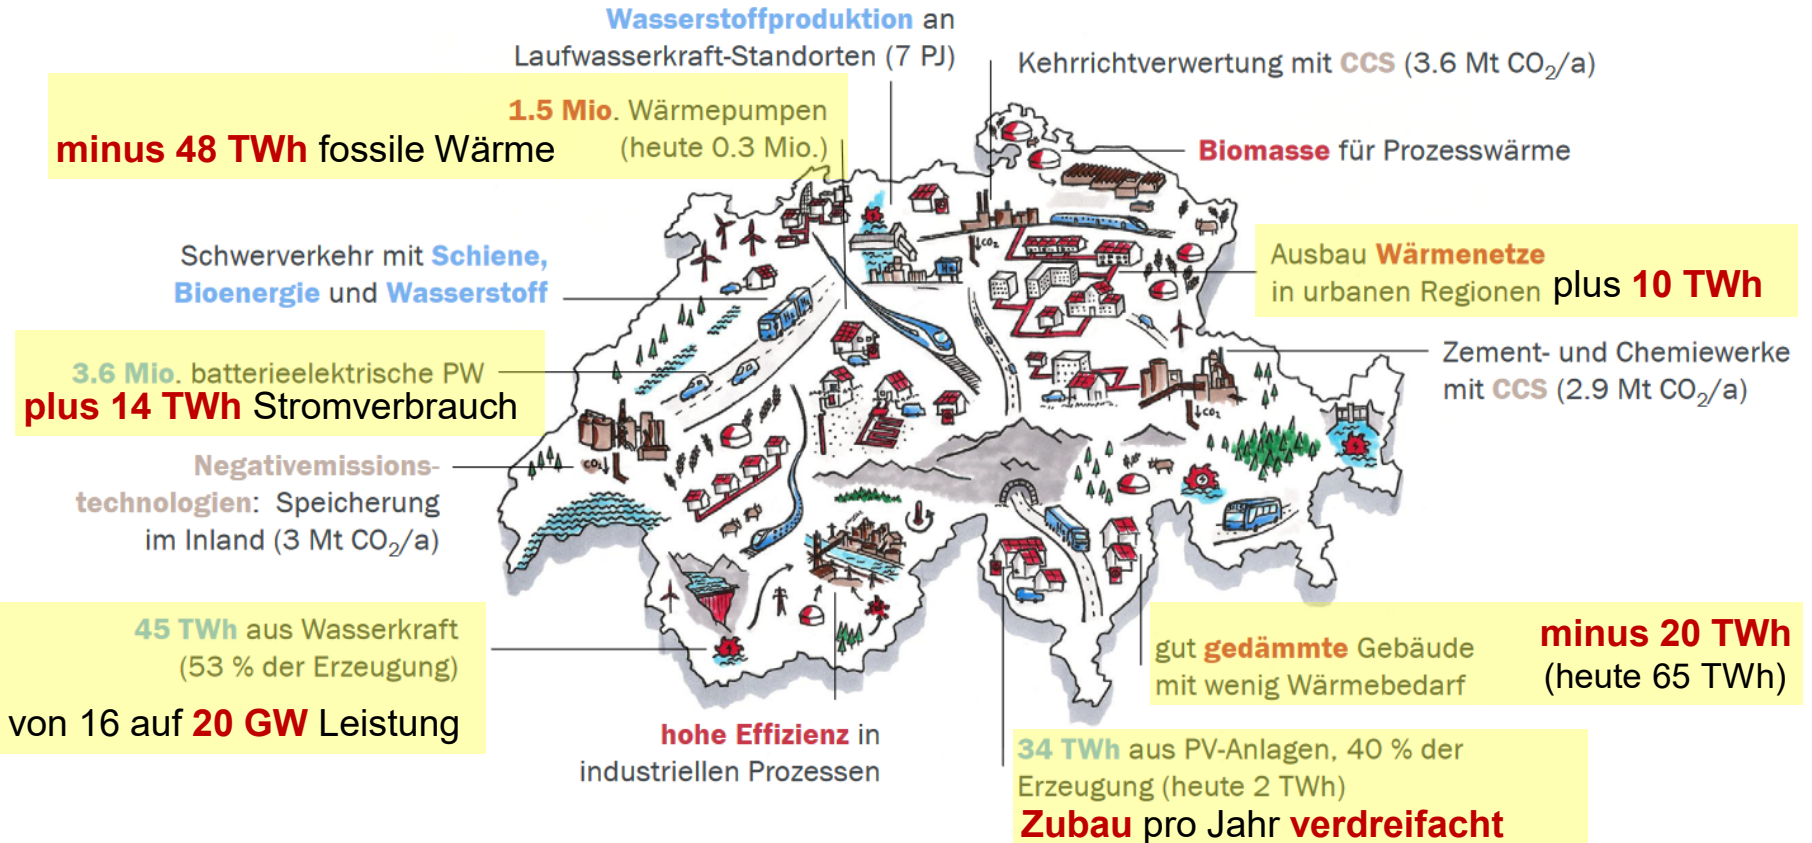 Wasserstoffproduktion an
Laufwasserkraft-Standorten (7 PJ)
Kehrrichtverwertung mit CCS (3.6 Mt CO₂/a)
1.5 Mio. Wärmepumpen
(heute 0.3 Mio.)
minus 48 TWh fossile Wärme
Biomasse für Prozesswärme
Schwerverkehr mit Schiene,
Bioenergie und Wasserstoff
Ausbau Wärmenetze
in urbanen Regionen plus 10 TWh
3.6 Mio. batterieelektrische PW
plus 14 TWh Stromverbrauch
Zement- und Chemiewerke
mit CCS (2.9 Mt CO₂/a)
Negativemissions-
technologien: Speicherung
im Inland (3 Mt CO₂/a)
45 TWh aus Wasserkraft
(53 % der Erzeugung)
von 16 auf 20 GW Leistung
gut gedämmte Gebäude
mit wenig Wärmebedarf
minus 20 TWh
(heute 65 TWh)
hohe Effizienz in
industriellen Prozessen
34 TWh aus PV-Anlagen, 40 % der
Erzeugung (heute 2 TWh)
Zubau pro Jahr verdreifacht
CO₂
CO₂
CO₂
H₂